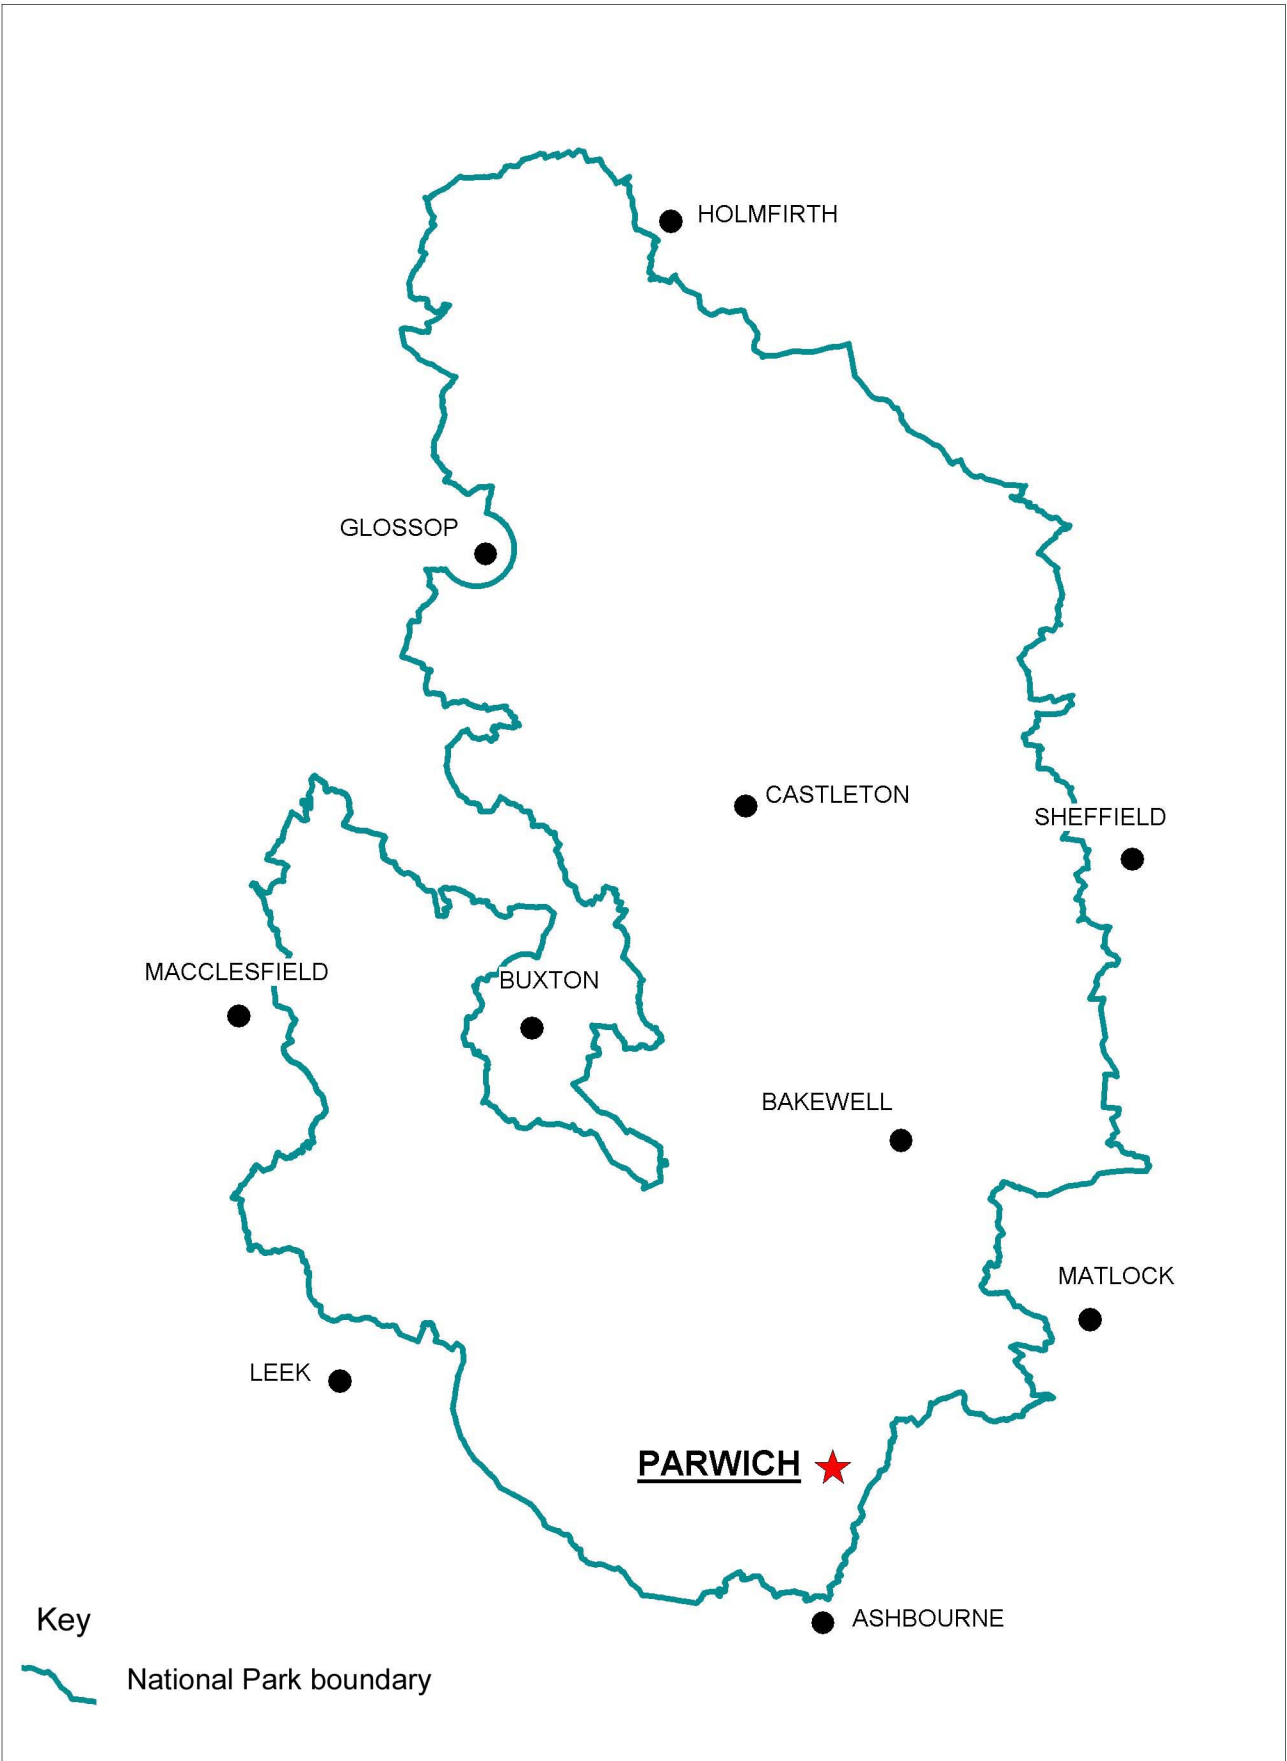 HOLMFIRTH
GLOSSOP
CASTLETON
SHEFFIELD
MACCLESFIELD
BUXTON
BAKEWELL
MATLOCK
LEEK
PARWICH
ASHBOURNE
Key
National Park boundary